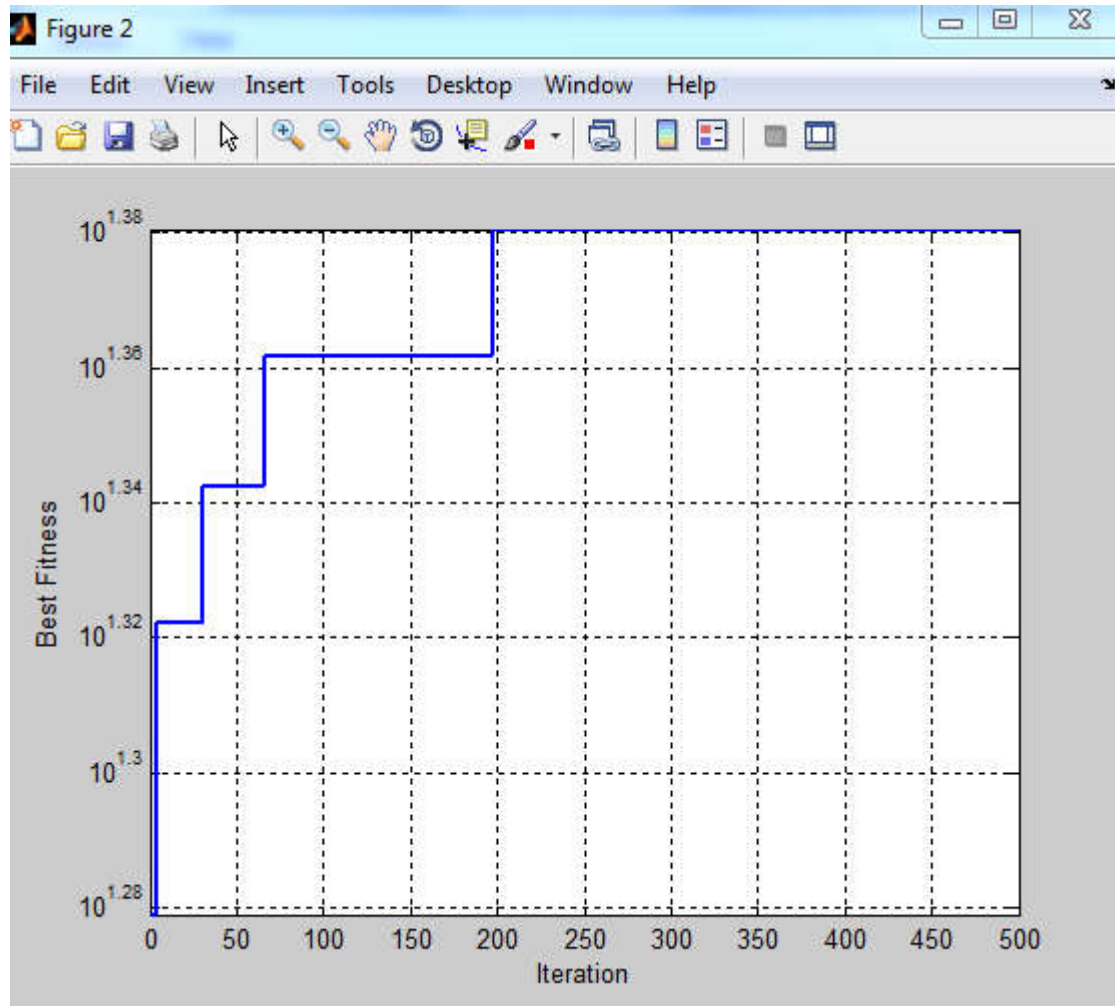 Figure 2
File Edit View Insert Tools Desktop Window Help
10^1.38
10^1.36
10^1.34
10^1.32
10^1.3
10^1.28
Best Fitness
0 50 100 150 200 250 300 350 400 450 500
Iteration